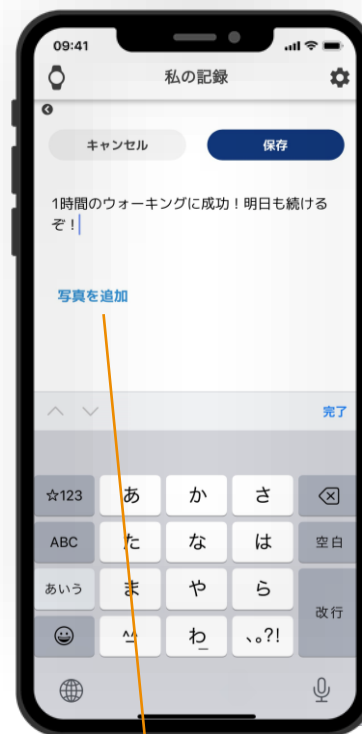 09:41
私の記録
キャンセル
保存
1時間のウォーキングに成功！明日も続ける
ぞ！
写真を追加
完了
☆123
あ
か
さ
ABC
た
な
は
空白
あいう
ま
や
ら
改行
^^
わ
、。?!